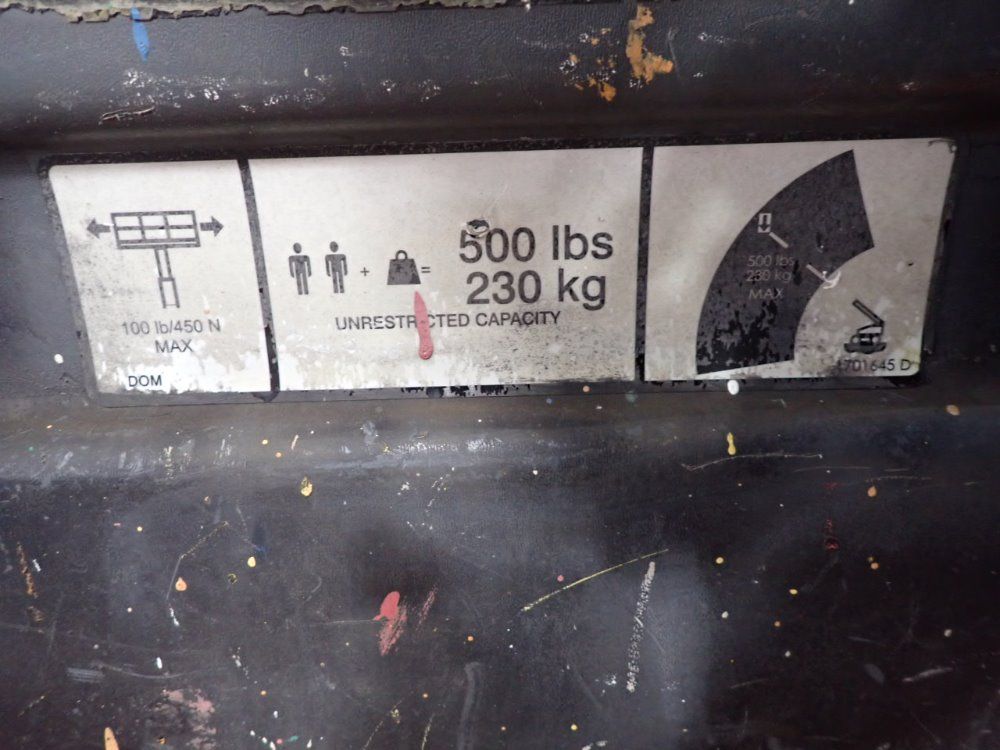 100 lb/450 N
MAX
DOM
+ =
500 lbs
230 kg
UNRESTRICTED CAPACITY
500 lbs
230 kg
MAX
1701645 D